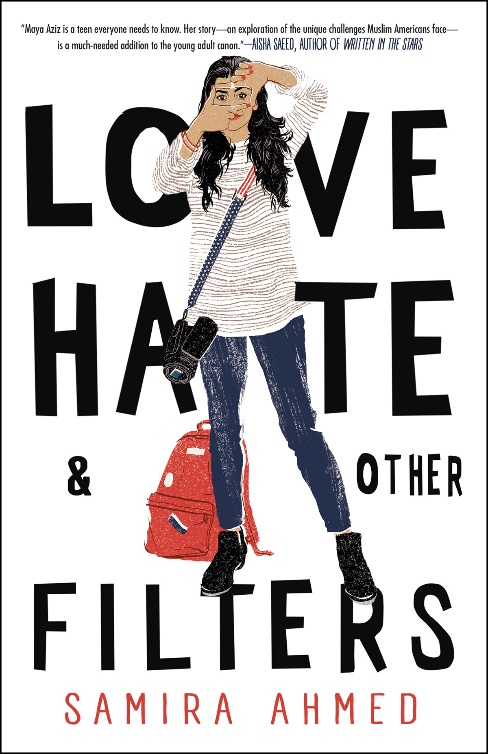 “Maya Aziz is a teen everyone needs to know. Her story—an exploration of the unique challenges Muslim Americans face—
is a much-needed addition to the young adult canon.”—AISHA SAEED, AUTHOR OF WRITTEN IN THE STARS
LOVE
HATE
& OTHER
FILTERS
SAMIRA AHMED